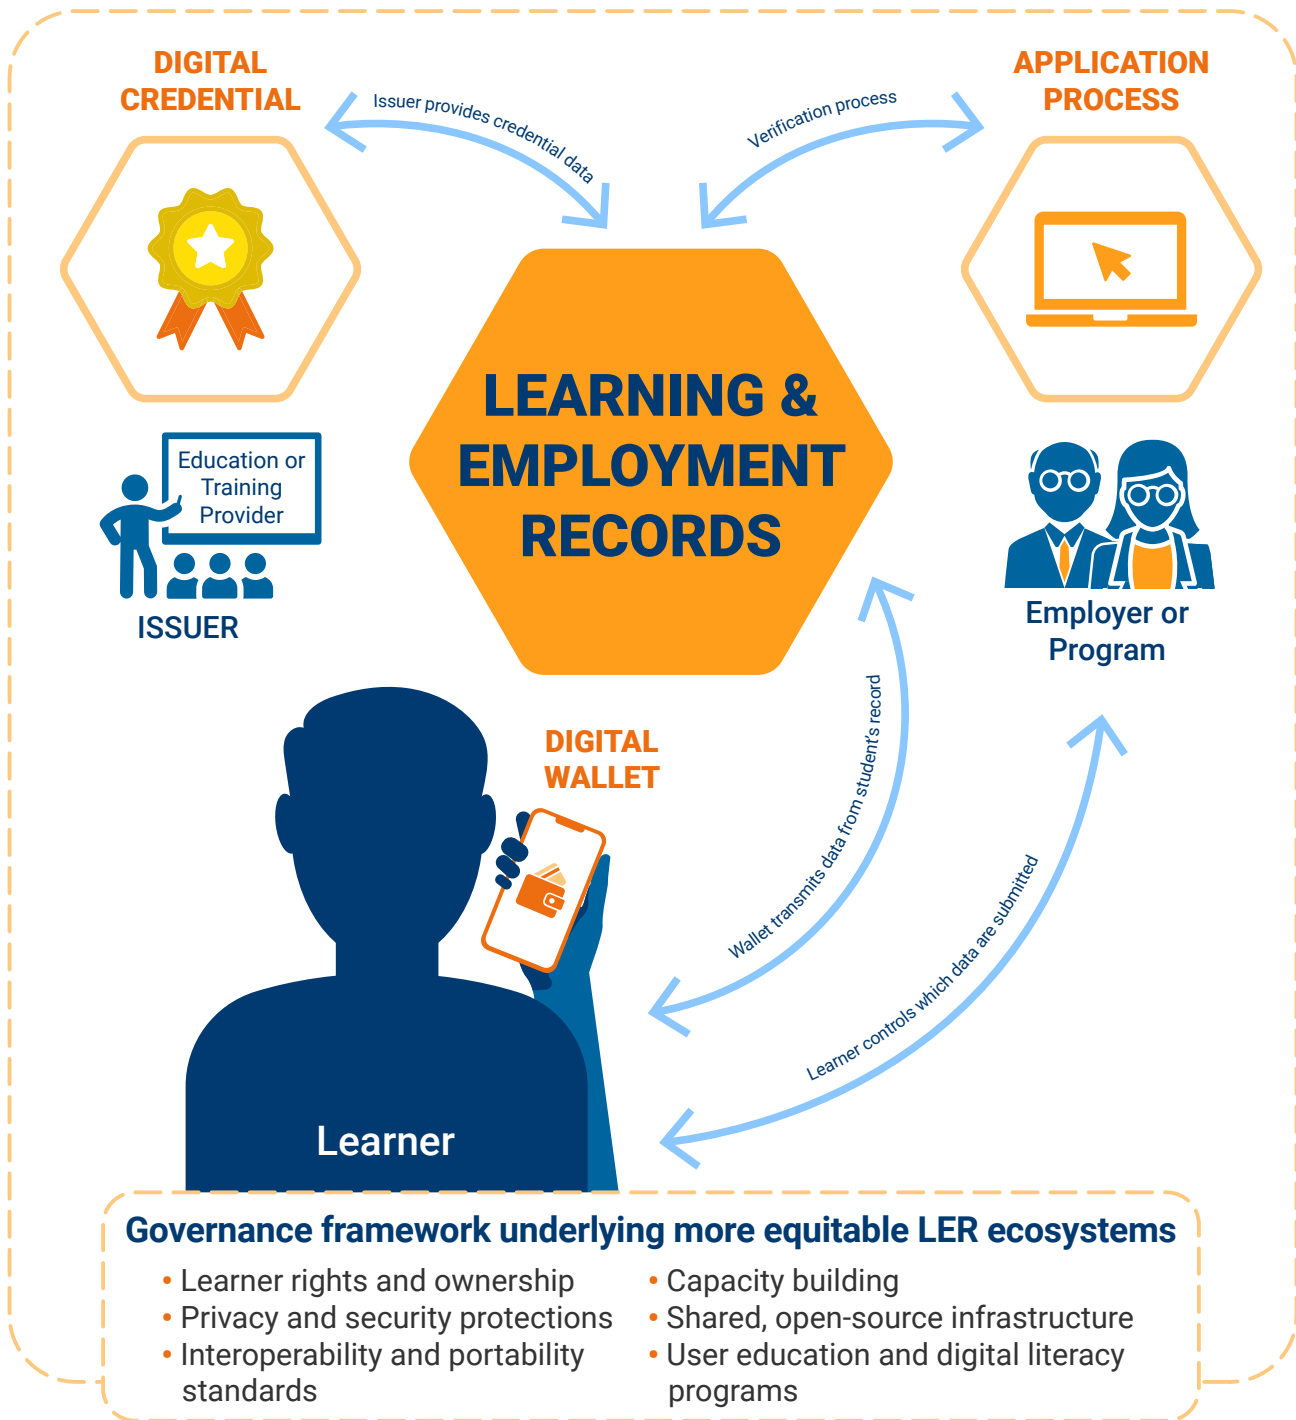 DIGITAL
CREDENTIAL
Issuer provides credential data
Verification process
APPLICATION
PROCESS
LEARNING &
EMPLOYMENT
RECORDS
Education or
Training
Provider
ISSUER
Employer or
Program
DIGITAL
WALLET
Wallet transmits data from student's record
Learner controls which data are submitted
Learner
Governance framework underlying more equitable LER ecosystems
• Learner rights and ownership
• Privacy and security protections
• Interoperability and portability
standards
• Capacity building
• Shared, open-source infrastructure
• User education and digital literacy
programs